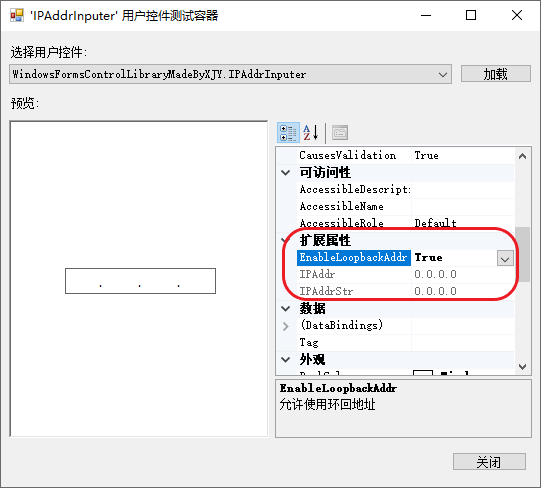 'IPAddrInputer' 用户控件测试容器
选择用户控件:
WindowsFormsControlLibraryMadeByXJY.IPAddrInputer
加载
预览:
CausesValidation True
可访问性
AccessibleDescript:
AccessibleName
AccessibleRole Default
扩展属性
EnableLoopbackAddr True
IPAddr 0.0.0.0
IPAddrStr 0.0.0.0
数据
(DataBindings)
Tag
外观
. . .
EnableLoopbackAddr
允许使用环回地址
关闭